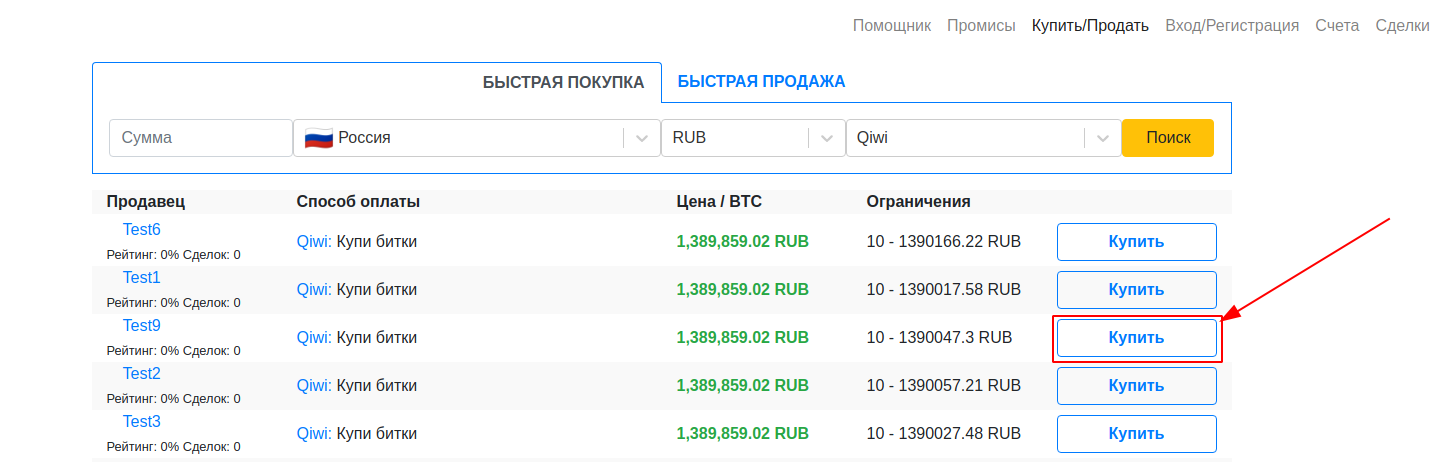 Помощник Промисы Купить/Продать Вход/Регистрация Счета Сделки
БЫСТРАЯ ПОКУПКА БЫСТРАЯ ПРОДАЖА
Сумма Россия RUB Qiwi Поиск
Продавец Способ оплаты Цена / BTC Ограничения
Test6
Qiwi: Купи битки 1,389,859.02 RUB 10 - 1390166.22 RUB Купить
Рейтинг: 0% Сделок: 0
Test1
Qiwi: Купи битки 1,389,859.02 RUB 10 - 1390017.58 RUB Купить
Рейтинг: 0% Сделок: 0
Test9
Qiwi: Купи битки 1,389,859.02 RUB 10 - 1390047.3 RUB Купить
Рейтинг: 0% Сделок: 0
Test2
Qiwi: Купи битки 1,389,859.02 RUB 10 - 1390057.21 RUB Купить
Рейтинг: 0% Сделок: 0
Test3
Qiwi: Купи битки 1,389,859.02 RUB 10 - 1390027.48 RUB Купить
Рейтинг: 0% Сделок: 0